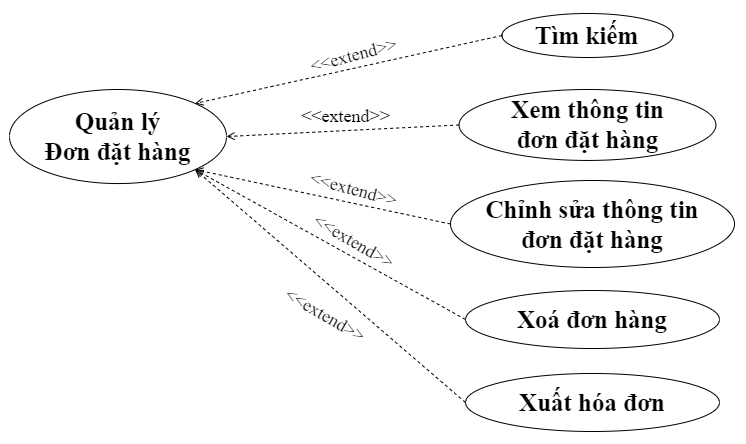 Quản lý
Đơn đặt hàng
<<extend>>
Tìm kiếm
<<extend>>
Xem thông tin
đơn đặt hàng
<<extend>>
Chỉnh sửa thông tin
đơn đặt hàng
<<extend>>
Xoá đơn hàng
<<extend>>
Xuất hóa đơn